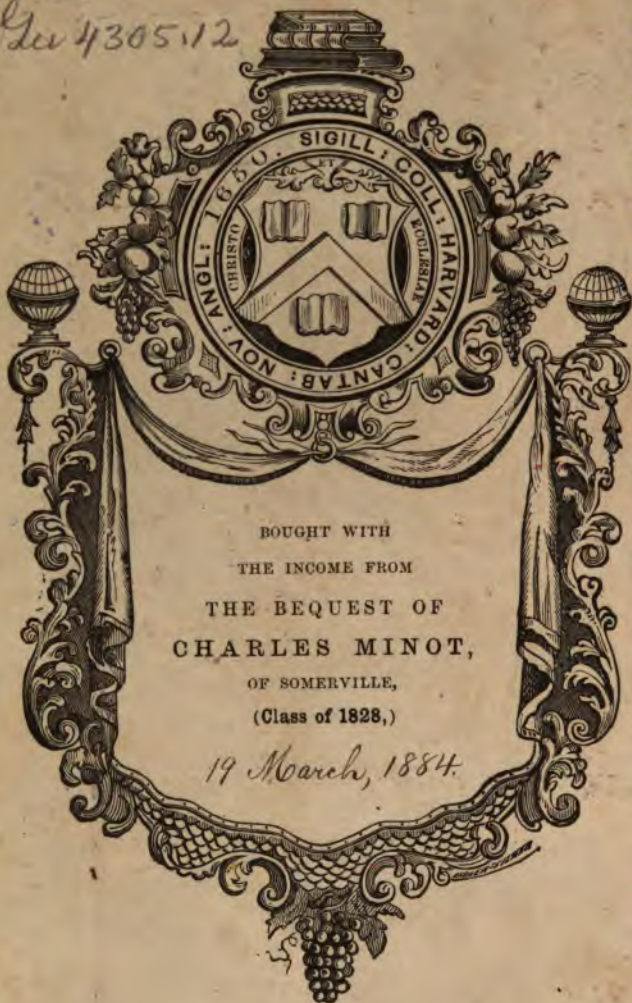 4305.12
SIGILL: COLL: HARVARD: CANTAB: NOV: ANGL: 1650.
CHRISTO
ET
ECCLESIAE
BOUGHT WITH
THE INCOME FROM
THE BEQUEST OF
CHARLES MINOT,
OF SOMERVILLE,
(Class of 1828,)
19 March, 1884.